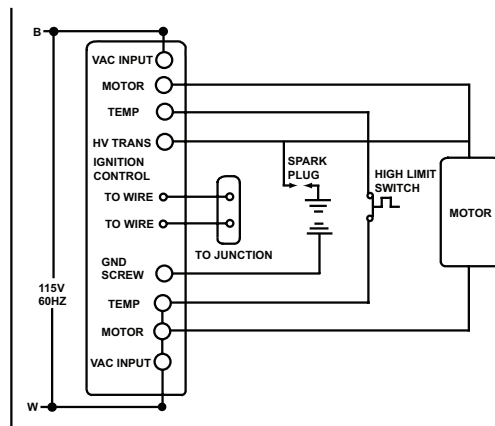 B
VAC INPUT
MOTOR
TEMP
HV TRANS
IGNITION
CONTROL
TO WIRE
TO WIRE
GND
SCREW
TEMP
MOTOR
VAC INPUT
W
115V
60HZ
TO JUNCTION
SPARK
PLUG
HIGH LIMIT
SWITCH
MOTOR